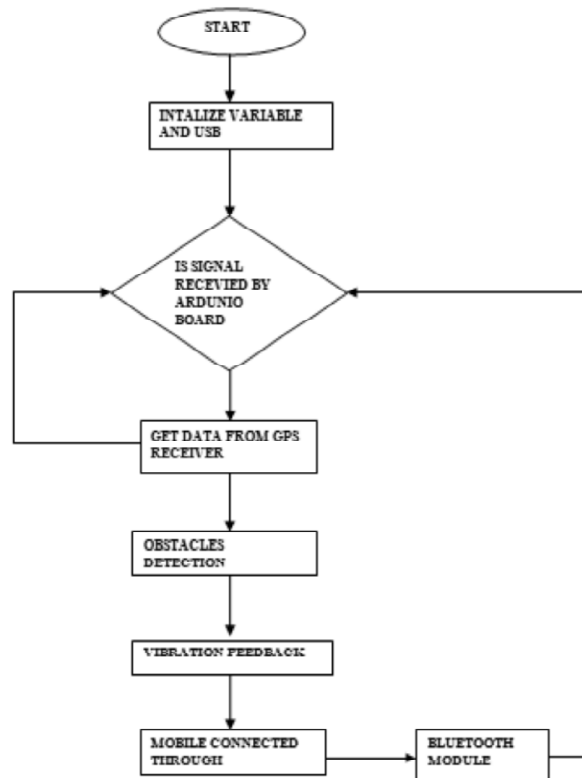 START
INTALIZE VARIABLE
AND USB
IS SIGNAL
RECEVIED BY
ARDUNIO
BOARD
GET DATA FROM GPS
RECEIVER
OBSTACLES
DETECTION
VIBRATION FEEDBACK
MOBILE CONNECTED
THROUGH
BLUETOOTH
MODULE